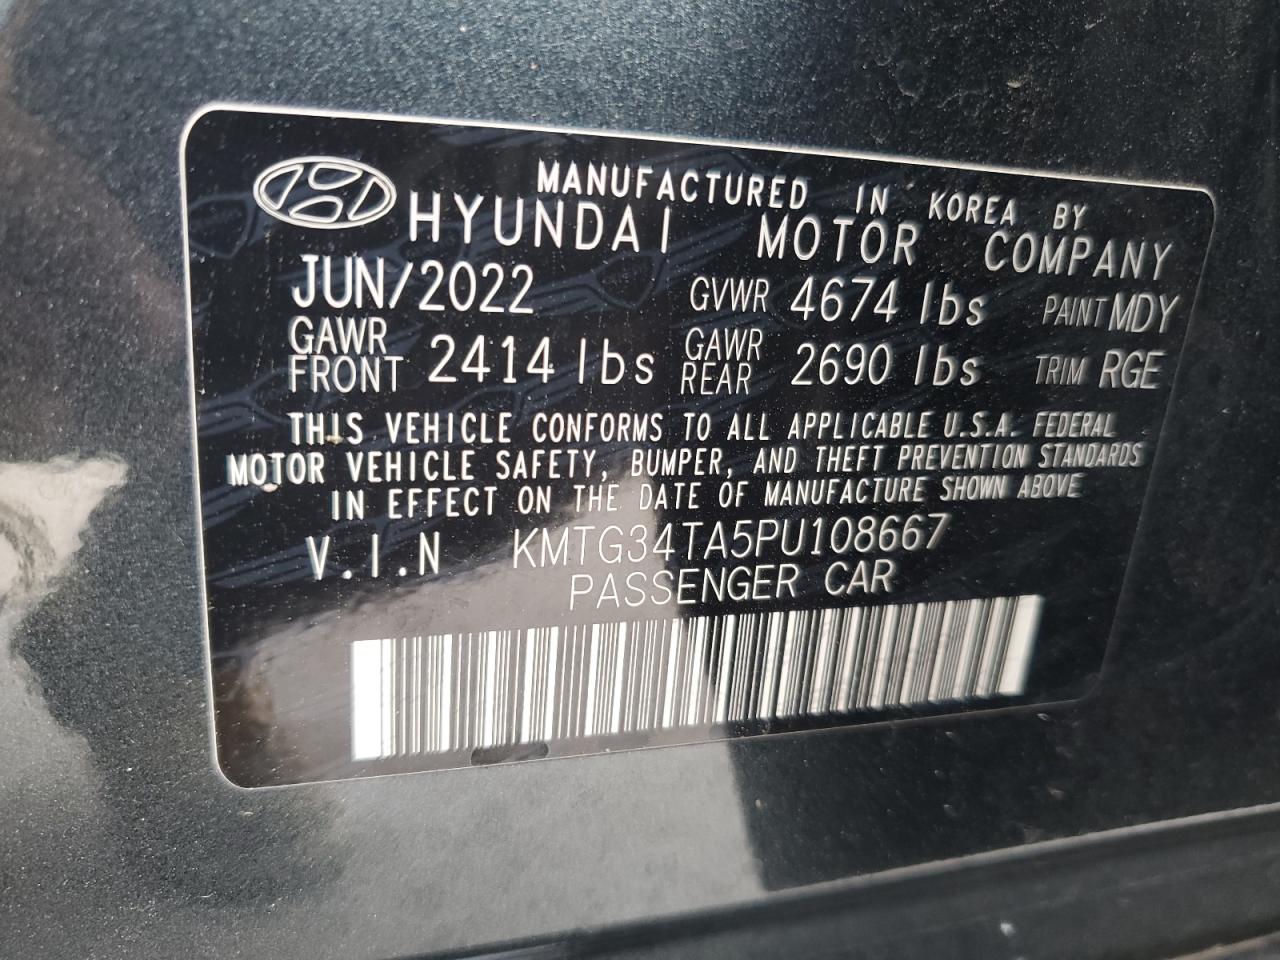 MANUFACTURED IN KOREA BY
HYUNDAI MOTOR COMPANY
JUN/2022 GVWR 4674 lbs PAINT MDY
GAWR FRONT 2414 lbs GAWR REAR 2690 lbs TRIM RGE
THIS VEHICLE CONFORMS TO ALL APPLICABLE U.S.A. FEDERAL
MOTOR VEHICLE SAFETY, BUMPER, AND THEFT PREVENTION STANDARDS
IN EFFECT ON THE DATE OF MANUFACTURE SHOWN ABOVE
V.I.N KMTG34TA5PU108667
PASSENGER CAR